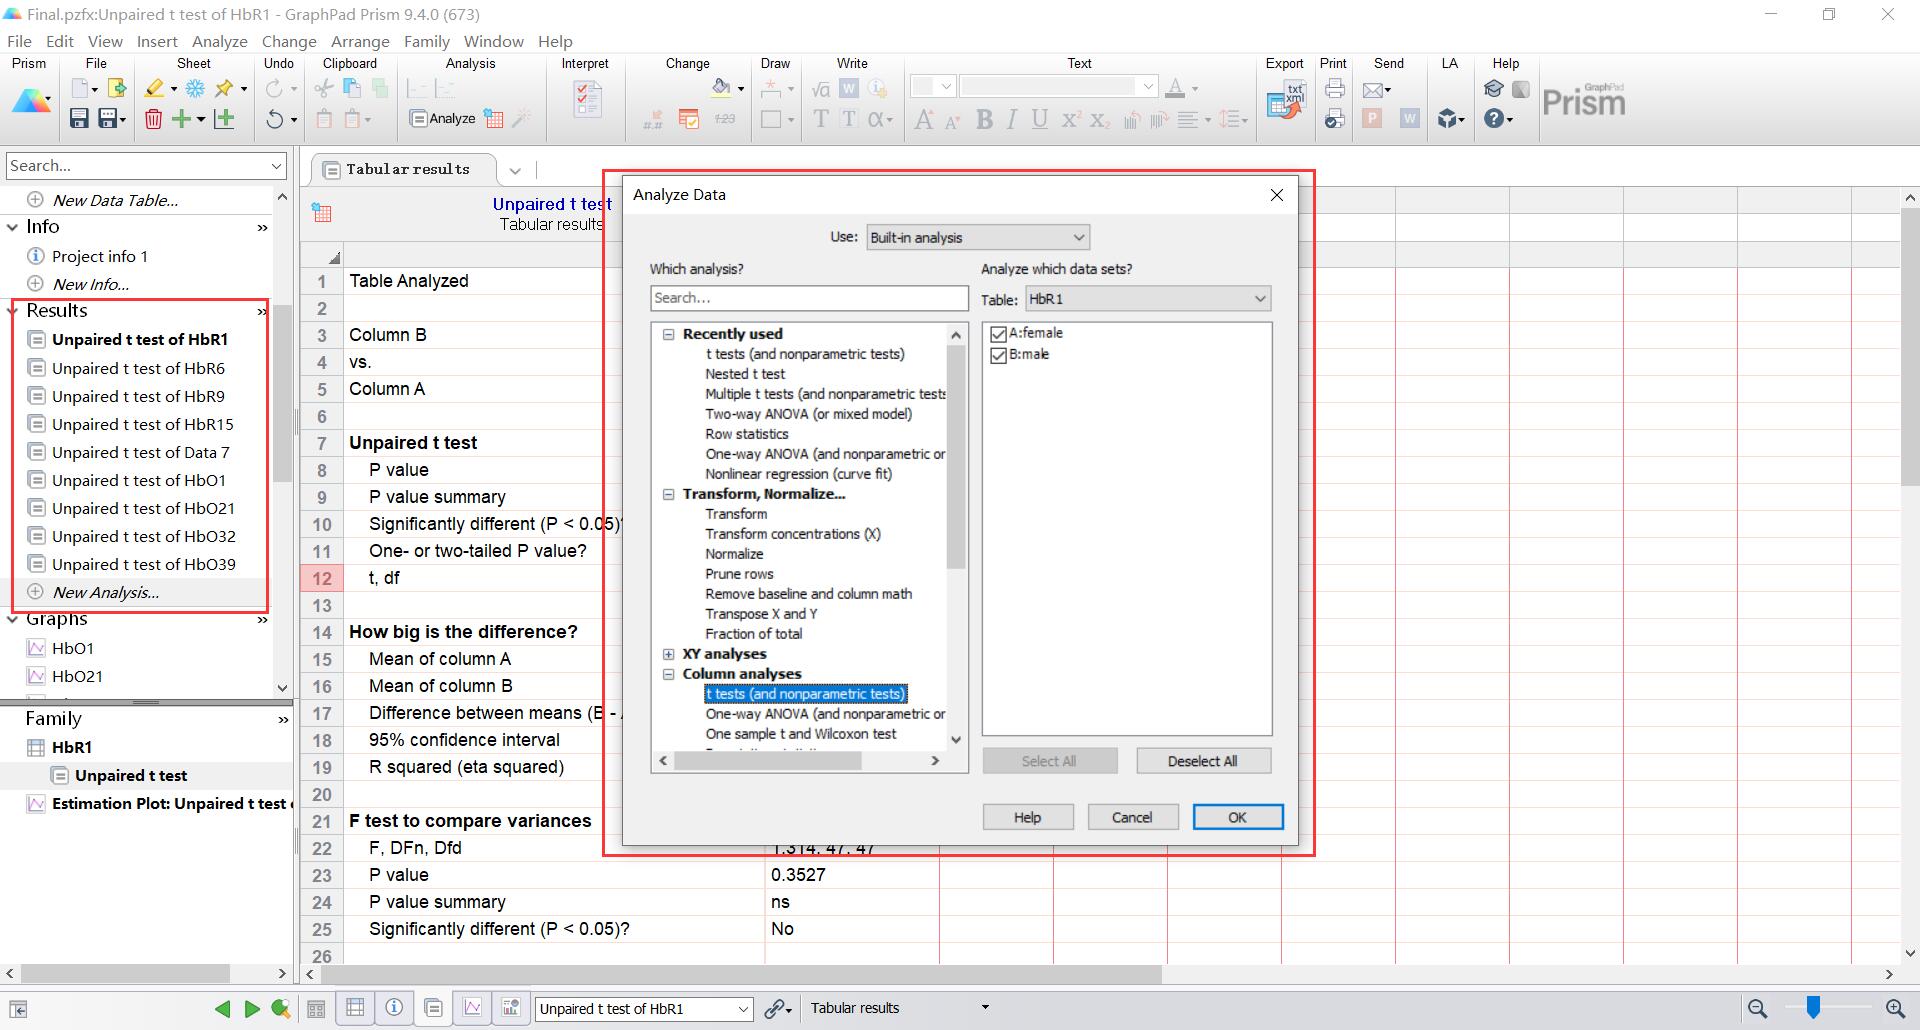 Final.pzfx:Unpaired t test of HbR1 - GraphPad Prism 9.4.0 (673)
File Edit View Insert Analyze Change Arrange Family Window Help
Prism File Sheet Undo Clipboard Analysis Interpret Change Draw Write Text Export Print Send LA Help
txt
xml
GraphPad
Prism
Analyze
Search...
New Data Table...
Info
Project info 1
New Info...
Results
Unpaired t test of HbR1
Unpaired t test of HbR6
Unpaired t test of HbR9
Unpaired t test of HbR15
Unpaired t test of Data 7
Unpaired t test of HbO1
Unpaired t test of HbO21
Unpaired t test of HbO32
Unpaired t test of HbO39
New Analysis...
Graphs
HbO1
HbO21
Family
HbR1
Unpaired t test
Estimation Plot: Unpaired t test
Tabular results
Unpaired t test
Tabular results
1 Table Analyzed
2
3 Column B
4 vs.
5 Column A
6
7 Unpaired t test
8 P value
9 P value summary
10 Significantly different (P < 0.05)?
11 One- or two-tailed P value?
12 t, df
13
14 How big is the difference?
15 Mean of column A
16 Mean of column B
17 Difference between means (B -
18 95% confidence interval
19 R squared (eta squared)
20
21 F test to compare variances
22 F, DFn, Dfd 1.314, 47, 47
23 P value 0.3527
24 P value summary ns
25 Significantly different (P < 0.05)? No
26
Analyze Data
Use: Built-in analysis
Which analysis?
Search...
Recently used
t tests (and nonparametric tests)
Nested t test
Multiple t tests (and nonparametric tests
Two-way ANOVA (or mixed model)
Row statistics
One-way ANOVA (and nonparametric or
Nonlinear regression (curve fit)
Transform, Normalize...
Transform
Transform concentrations (X)
Normalize
Prune rows
Remove baseline and column math
Transpose X and Y
Fraction of total
XY analyses
Column analyses
t tests (and nonparametric tests)
One-way ANOVA (and nonparametric or
One sample t and Wilcoxon test
Analyze which data sets?
Table: HbR1
A:female
B:male
Select All Deselect All
Help Cancel OK
Unpaired t test of HbR1
Tabular results